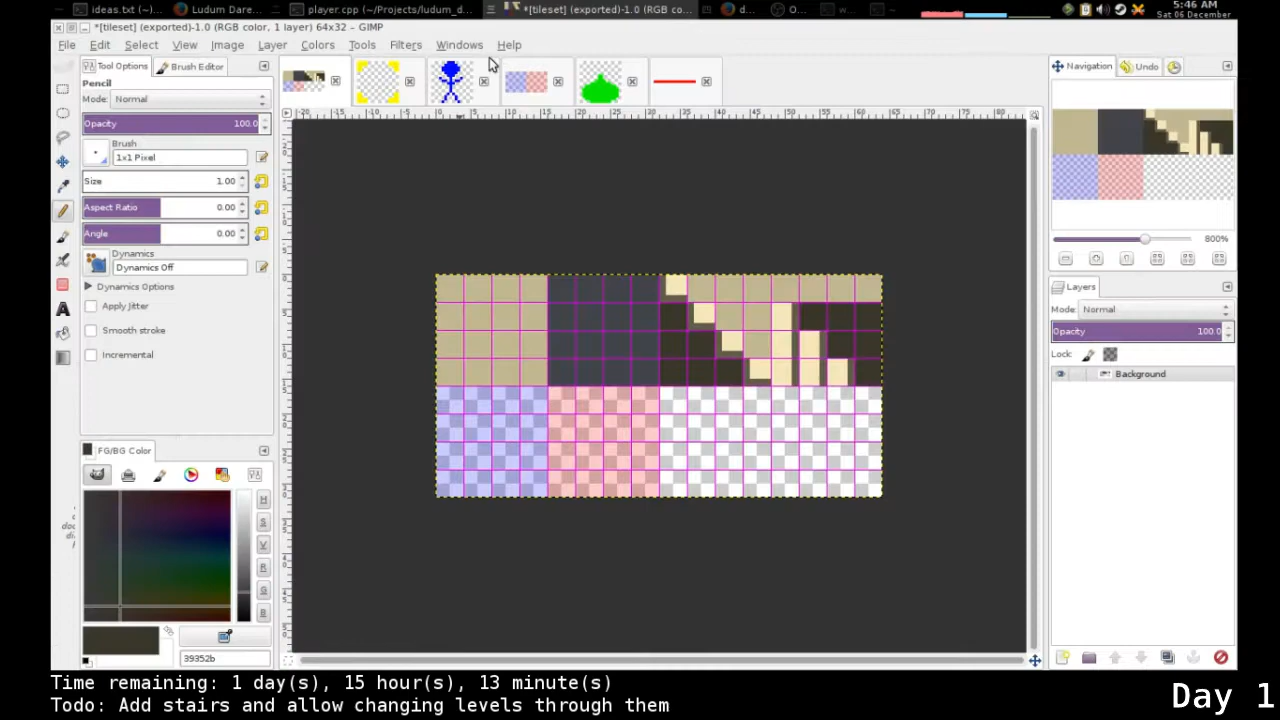 ideas.txt (~)...
Ludum Dare...
player.cpp (~/Projects/ludum_d...
*[tileset] (exported)-1.0 (RGB co...
d...
O...
w...
5:46 AM
Sat 06 December
*[tileset] (exported)-1.0 (RGB color, 1 layer) 64x32 – GIMP
File Edit Select View Image Layer Colors Filters Windows Help
Tool Options
Brush Editor
Pencil
Mode: Normal
Opacity 100.0
Brush
1x1 Pixel
Size 1.00
Aspect Ratio 0.00
Angle 0.00
Dynamics
Dynamics Off
Dynamics Options
Apply Jitter
Smooth stroke
Incremental
FG/BG Color
H
S
V
R
G
B
39352b
Navigation
Undo
800%
Layers
Mode: Normal
Opacity 100.0
Lock:
Background
Time remaining: 1 day(s), 15 hour(s), 13 minute(s)
Todo: Add stairs and allow changing levels through them
Day 1